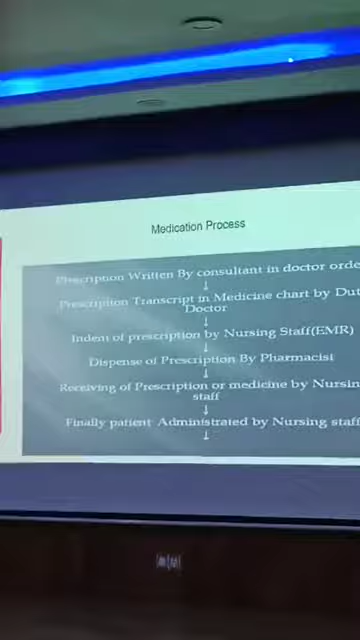 Medication Process
Prescription Written By consultant in doctor orde
↓
Prescription Transcript in Medicine chart by Dut
Doctor
↓
Indent of prescription by Nursing Staff(EMR)
↓
Dispense of Prescription By Pharmacist
↓
Receiving of Prescription or medicine by Nursin
staff
↓
Finally patient Administrated by Nursing staff
↓